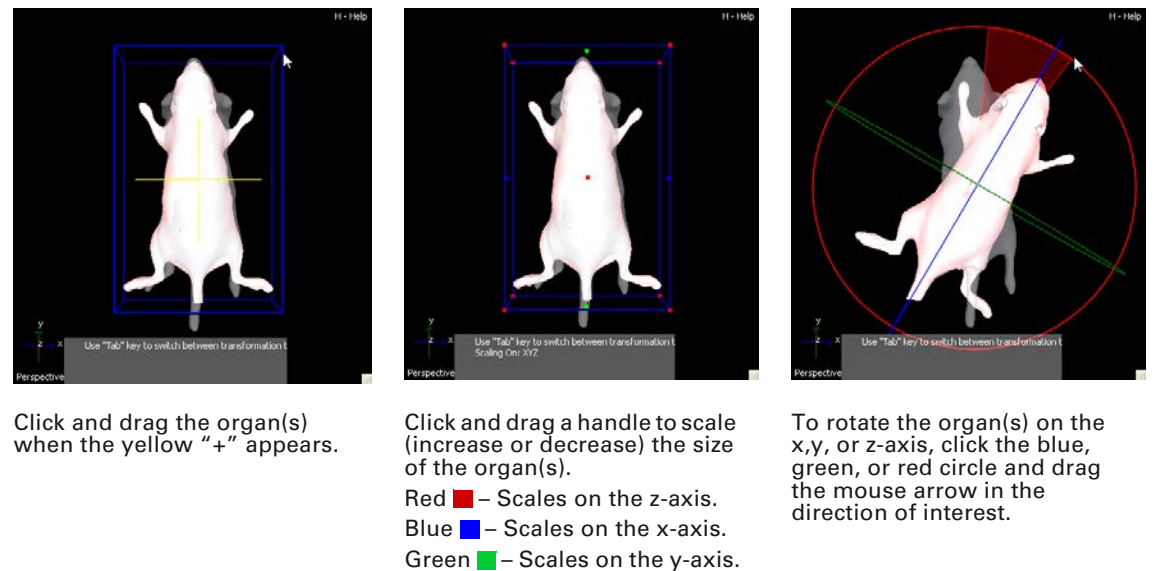 H - Help
y
z x
Use "Tab" key to switch between transformation t
Perspective
H - Help
y
z x
Use "Tab" key to switch between transformation t
Scaling On: XYZ
Perspective
H - Help
y
z x
Use "Tab" key to switch between transformation t
Perspective
Click and drag the organ(s)
when the yellow “+” appears.
Click and drag a handle to scale
(increase or decrease) the size
of the organ(s).
Red – Scales on the z-axis.
Blue – Scales on the x-axis.
Green – Scales on the y-axis.
To rotate the organ(s) on the
x,y, or z-axis, click the blue,
green, or red circle and drag
the mouse arrow in the
direction of interest.